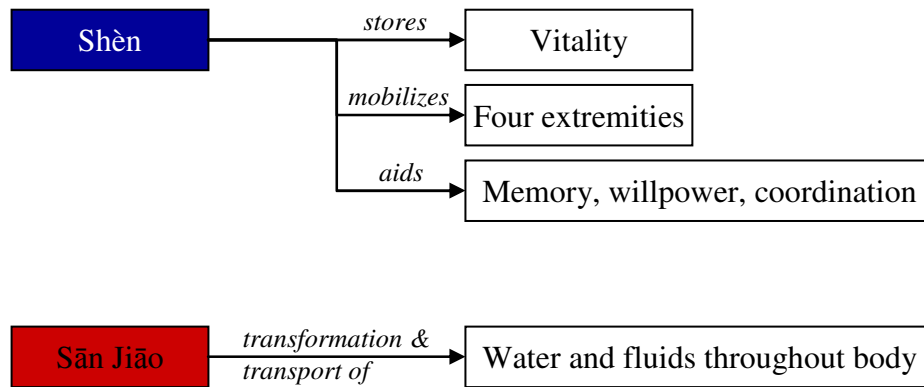 Shèn
stores
Vitality
mobilizes
Four extremities
aids
Memory, willpower, coordination
Sān Jiāo
transformation &
transport of
Water and fluids throughout body